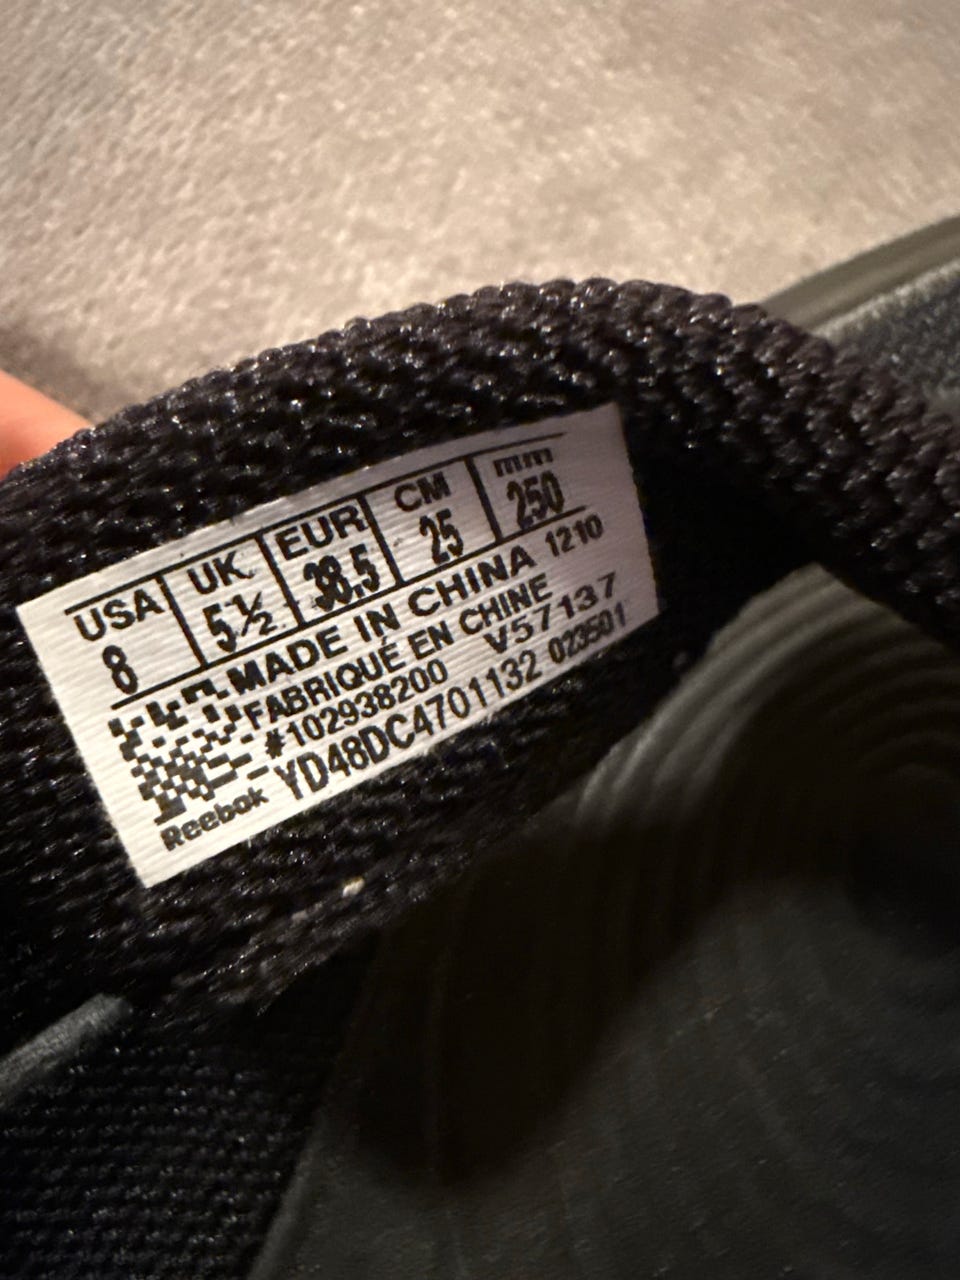 USA UK EUR CM mm
8 5½ 38.5 25 250
MADE IN CHINA 1210
FABRIQUÉ EN CHINE
#102938200 V57137
YD48DC4701132 023501
Reebok